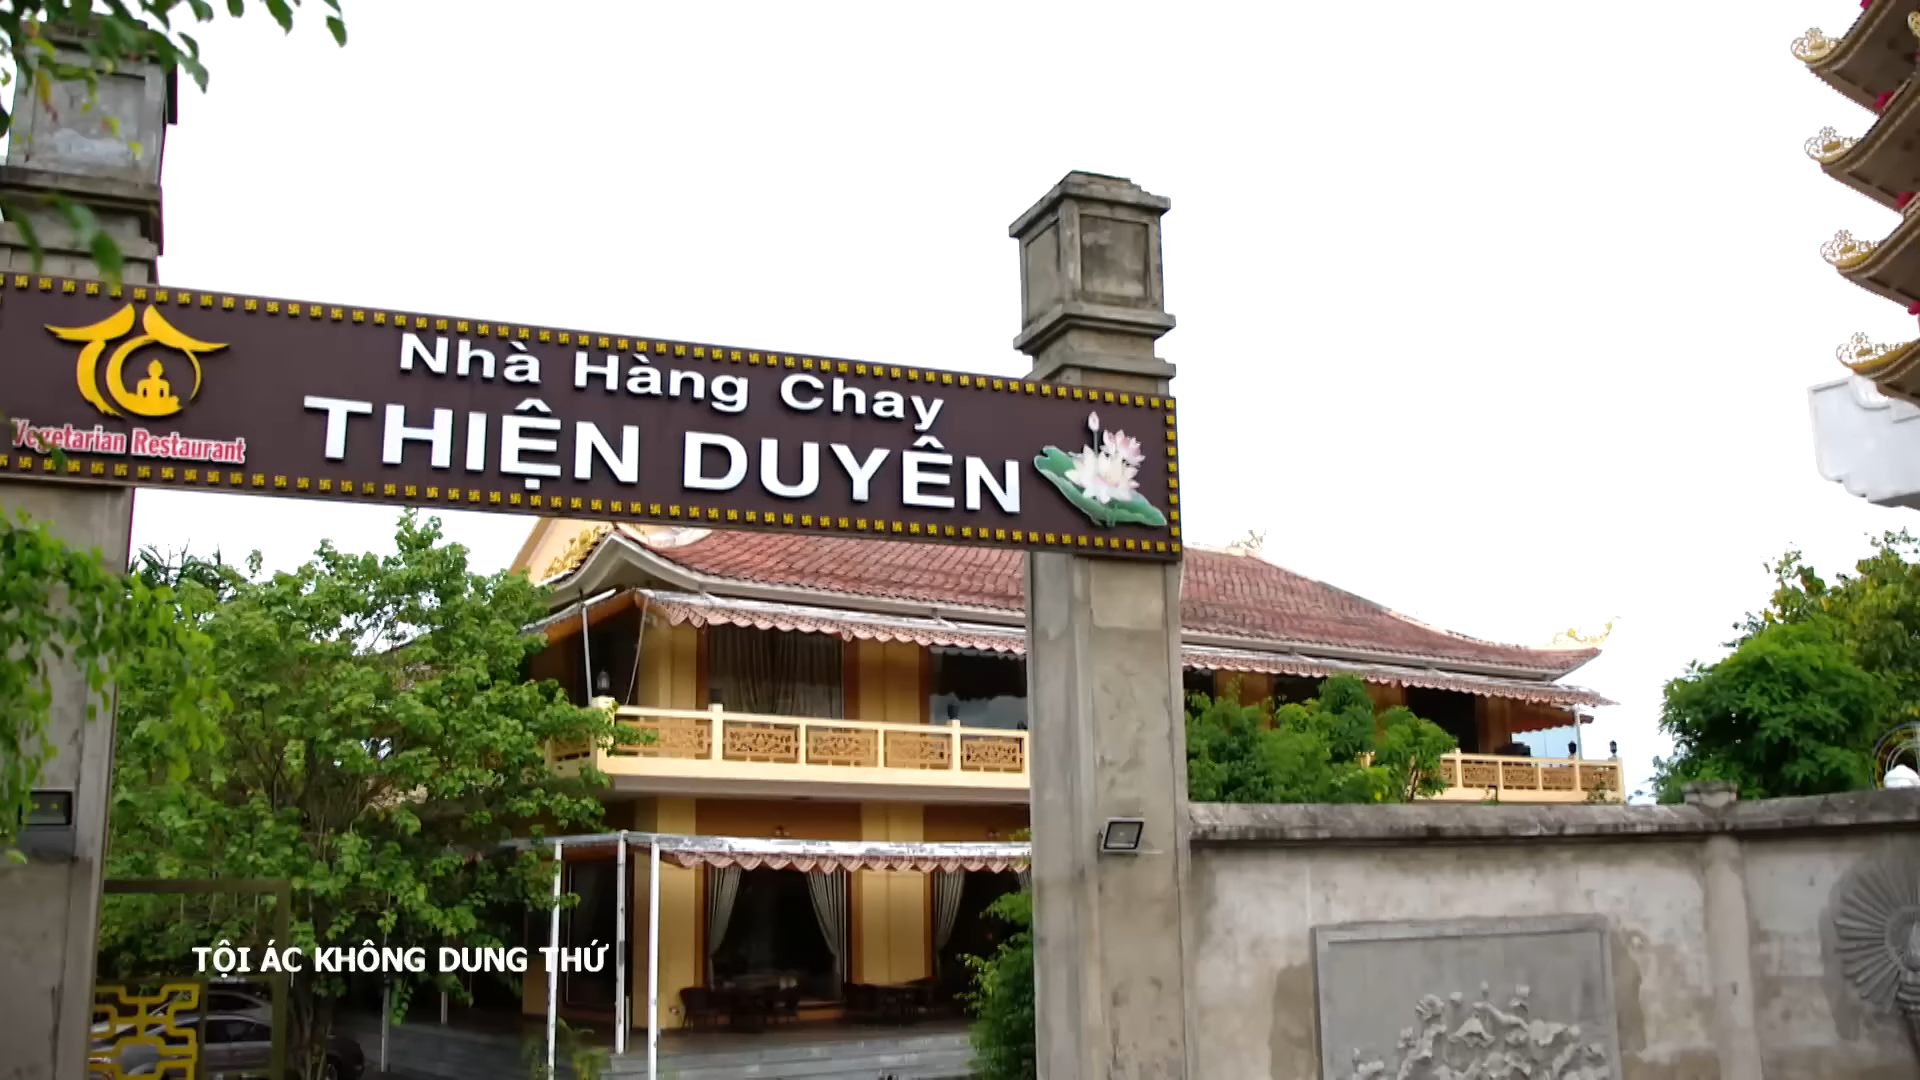 Nhà Hàng Chay
THIỆN DUYÊN
Vegetarian Restaurant
TỘI ÁC KHÔNG DUNG THỨ